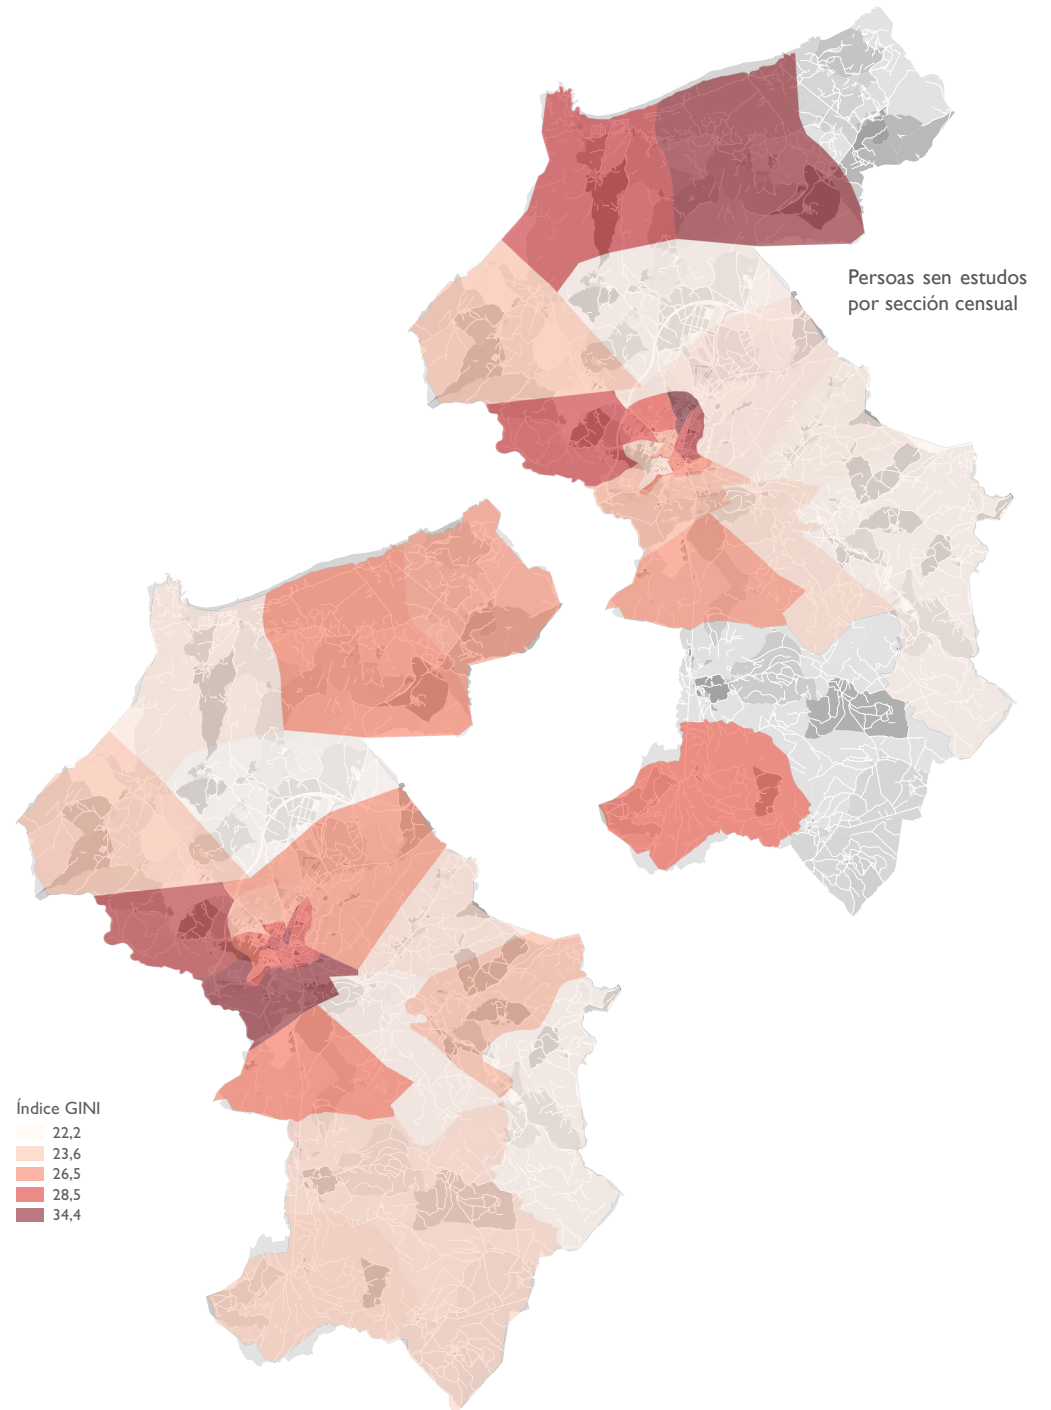 Persoas sen estudos
por sección censual
Índice GINI
22,2
23,6
26,5
28,5
34,4